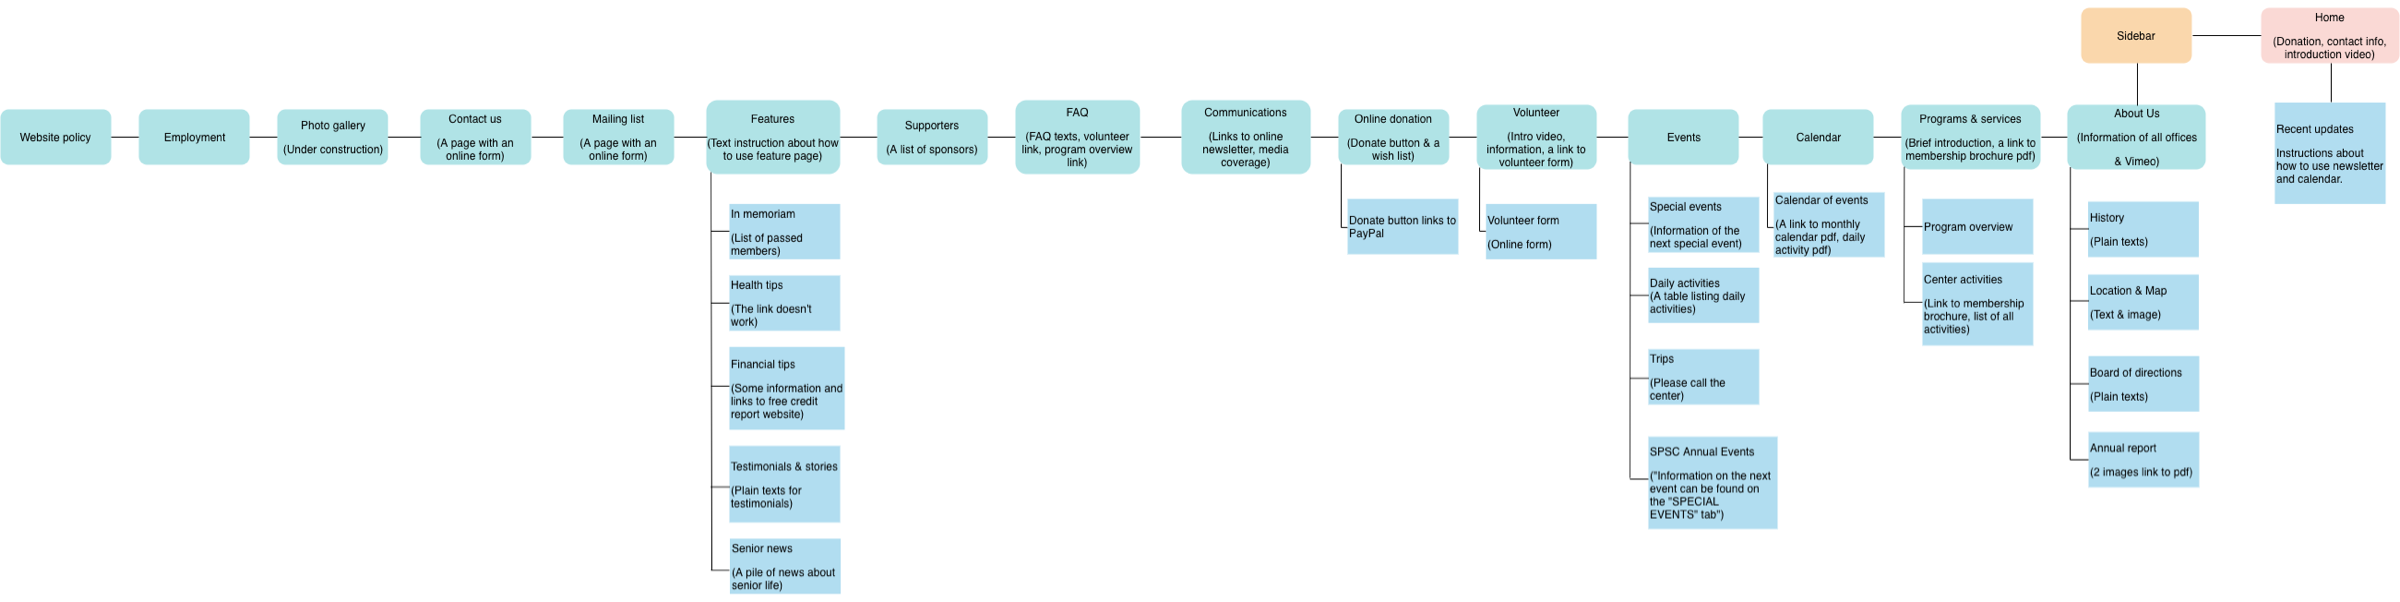 Sidebar
Home
(Donation, contact info,
introduction video)
Website policy
Employment
Photo gallery
(Under construction)
Contact us
(A page with an
online form)
Mailing list
(A page with an
online form)
Features
(Text instruction about how
to use feature page)
Supporters
(A list of sponsors)
FAQ
(FAQ texts, volunteer
link, program overview
link)
Communications
(Links to online
newsletter, media
coverage)
Online donation
(Donate button & a
wish list)
Volunteer
(Intro video,
information, a link to
volunteer form)
Events
Calendar
Programs & services
(Brief introduction, a link to
membership brochure pdf)
About Us
(Information of all offices
& Vimeo)
Recent updates
Instructions about
how to use newsletter
and calendar.
In memoriam
(List of passed
members)
Health tips
(The link doesn't
work)
Financial tips
(Some information and
links to free credit
report website)
Testimonials & stories
(Plain texts for
testimonials)
Senior news
(A pile of news about
senior life)
Donate button links to
PayPal
Volunteer form
(Online form)
Special events
(Information of the
next special event)
Daily activities
(A table listing daily
activities)
Trips
(Please call the
center)
SPSC Annual Events
("Information on the next
event can be found on
the "SPECIAL
EVENTS" tab")
Calendar of events
(A link to monthly
calendar pdf, daily
activity pdf)
Program overview
Center activities
(Link to membership
brochure, list of all
activities)
History
(Plain texts)
Location & Map
(Text & image)
Board of directions
(Plain texts)
Annual report
(2 images link to pdf)